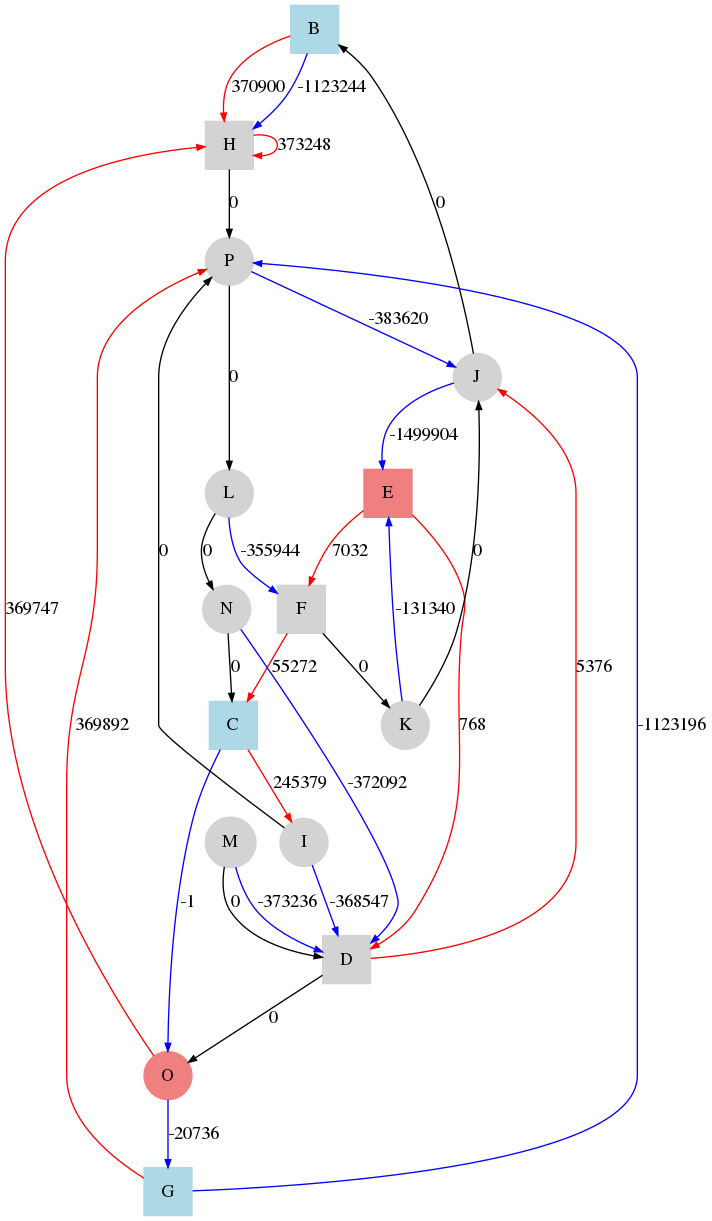 B
370900 -1123244
H 373248
0 0
P
-383620
0 J
-1499904
L E
0 -355944 7032 0 0
N F
369747 -131340 5376
0 55272 0
C K
369892 768 -1123196
245379 -372092
M I
-1 0 -373236 -368547
D
0
O
-20736
G